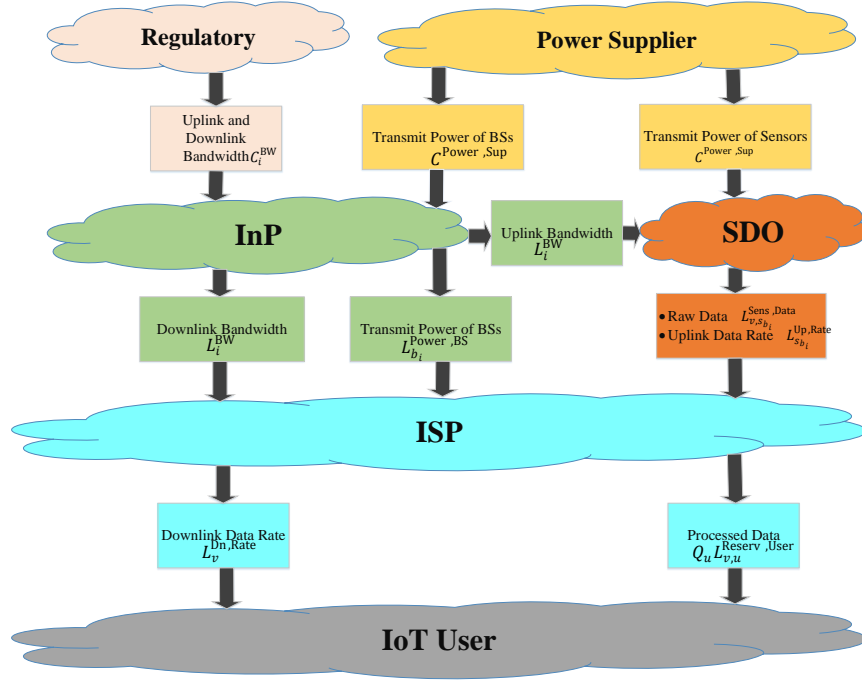 Regulatory
Power Supplier
Uplink and
Downlink
Bandwidth C_i^BW
Transmit Power of BSs
C^Power ,Sup
Transmit Power of Sensors
C^Power ,Sup
InP
Uplink Bandwidth
L_i^BW
SDO
Downlink Bandwidth
L_i^BW
Transmit Power of BSs
L_{b_i}^Power ,BS
• Raw Data L_{v,s_{b_i}}^Sens ,Data
• Uplink Data Rate L_{s_{b_i}}^Up,Rate
ISP
Downlink Data Rate
L_v^Dn,Rate
Processed Data
Q_u L_{v,u}^Reserv ,User
IoT User